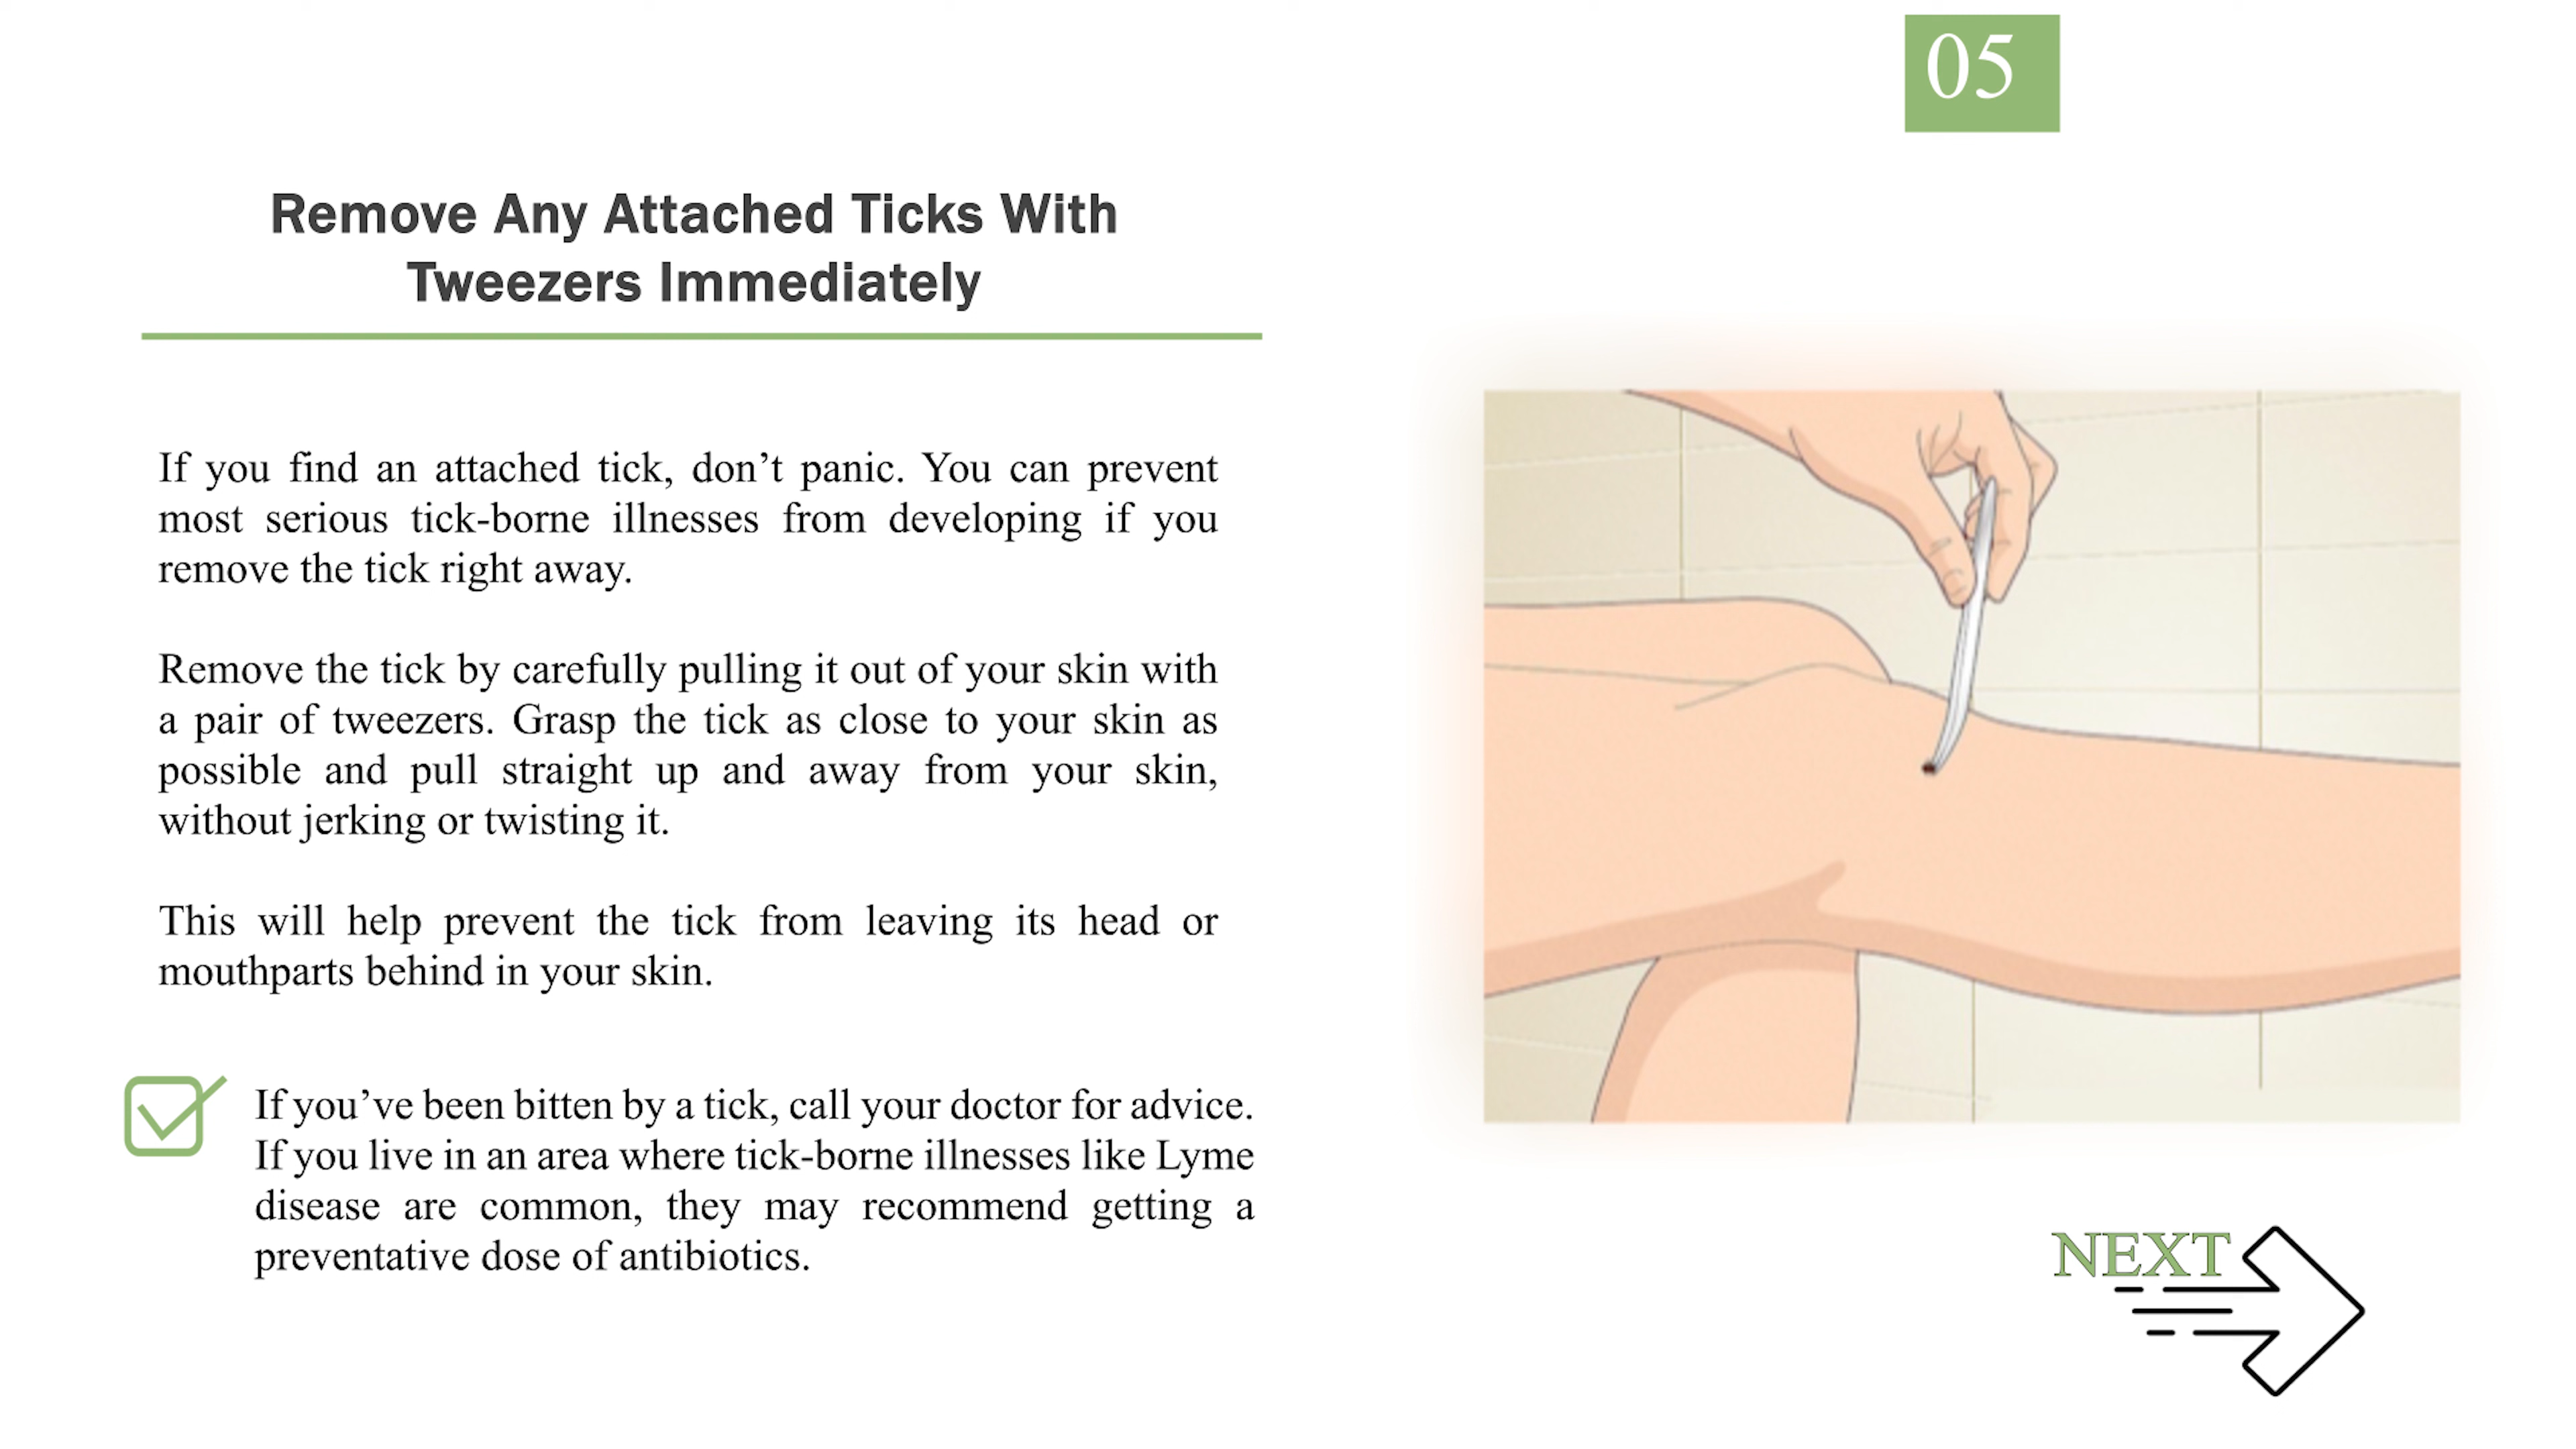 05
Remove Any Attached Ticks With
Tweezers Immediately
If you find an attached tick, don’t panic. You can prevent
most serious tick-borne illnesses from developing if you
remove the tick right away.
Remove the tick by carefully pulling it out of your skin with
a pair of tweezers. Grasp the tick as close to your skin as
possible and pull straight up and away from your skin,
without jerking or twisting it.
This will help prevent the tick from leaving its head or
mouthparts behind in your skin.
If you’ve been bitten by a tick, call your doctor for advice.
If you live in an area where tick-borne illnesses like Lyme
disease are common, they may recommend getting a
preventative dose of antibiotics.
NEXT